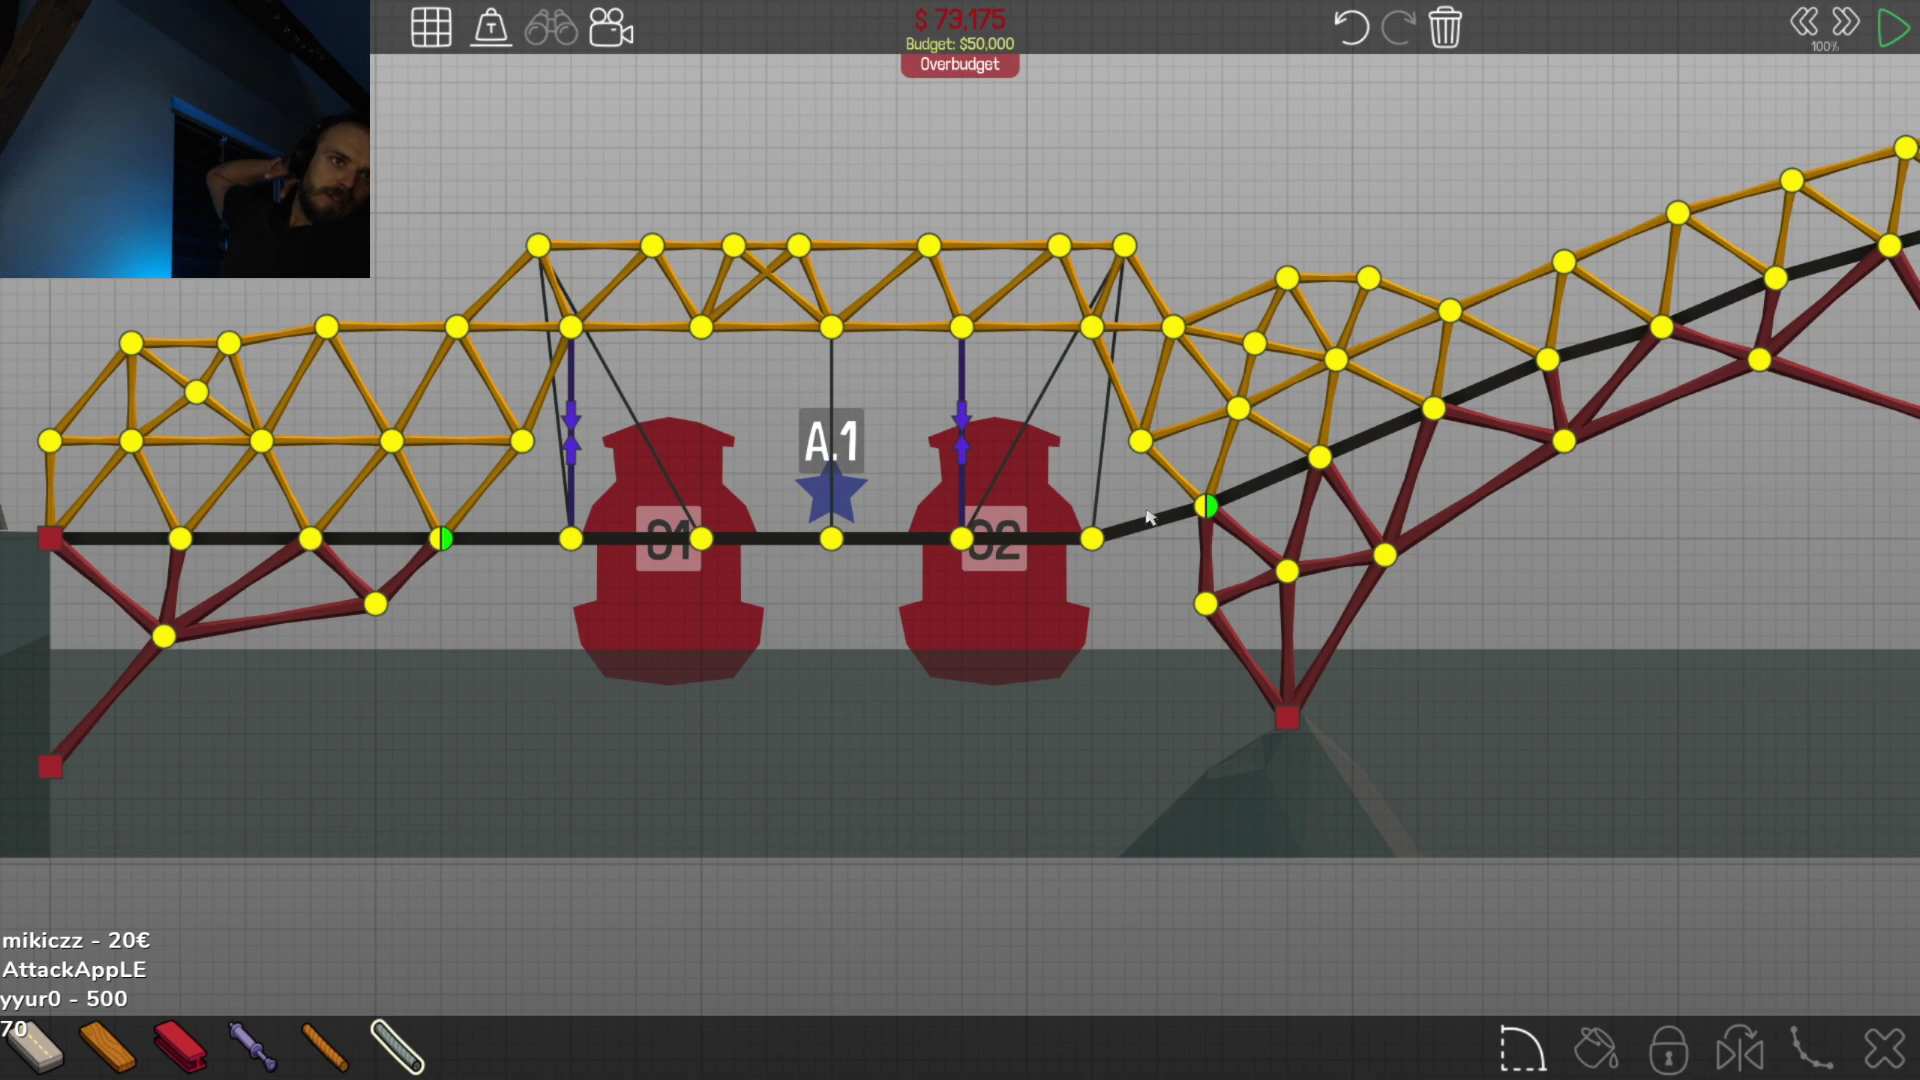 $ 73,175
Budget: $50,000
Overbudget
100%
A.1
01
02
mikiczz - 20€
AttackAppLE
yyur0 - 500
70